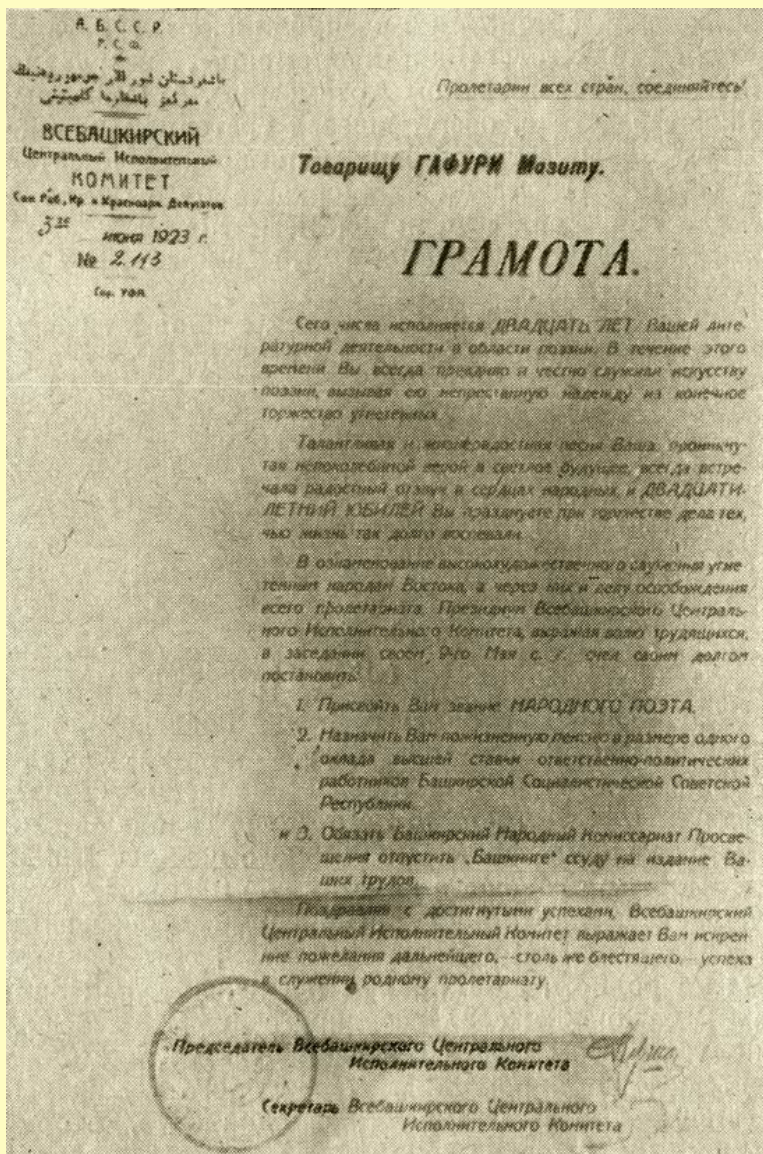 А. Б. С. С. Р.
Р. С. Ф.
ВСЕБАШКИРСКИЙ
Центральный Исполнительный
КОМИТЕТ
Сов. Раб., Кр. и Красноарм. Депутатов
июня 1923 г.
№ 2113
гор. УФА.
Пролетарии всех стран, соединяйтесь!
Товарищу ГАФУРИ Мазиту.
ГРАМОТА.
Сего числа исполняется ДВАДЦАТЬ ЛЕТ Вашей лите-
ратурной деятельности в области поэзии. В течение этого
времени Вы всегда правдиво и честно служили искусству
поэзии, вызывая ею непрестанную надежду на конечное
торжество угнетенных.
Талантливая и песня Ваша, проникну-
тая непоколебимой верой в светлое будущее, всегда встре-
чала радостный отзвук в сердцах народных, и ДВАДЦАТИ-
ЛЕТНИЙ ЮБИЛЕЙ Вы празднуете при торжестве дела тех,
чью жизнь так долго воспевали.
В ознаменование высокохудожественного служения угне-
тенным народам Востока, а через них и делу освобождения
всего пролетариата, Президиум Всебашкирского Централь-
ного Исполнительного Комитета, выражая волю трудящихся,
в заседании своем 9-го Мая с. г. счел своим долгом
постановить:
1. Присвоить Вам звание НАРОДНОГО ПОЭТА.
2. Назначить Вам пожизненную пенсию в размере одного
оклада высшей ставки ответственно-политических
работников Башкирской Социалистической Советской
Республики.
и 3. Обязать Башкирский Народный Комиссариат Просве-
щения отпустить „Башкниге“ ссуду на издание Ва-
ших трудов.
Поздравляя с достигнутыми успехами, Всебашкирский
Центральный Исполнительный Комитет выражает Вам искрен-
ние пожелания дальнейшего,—столь же блестящего,—успеха
в служении родному пролетариату.
Председатель Всебашкирского Центрального
Исполнительного Комитета
Секретарь Всебашкирского Центрального
Исполнительного Комитета